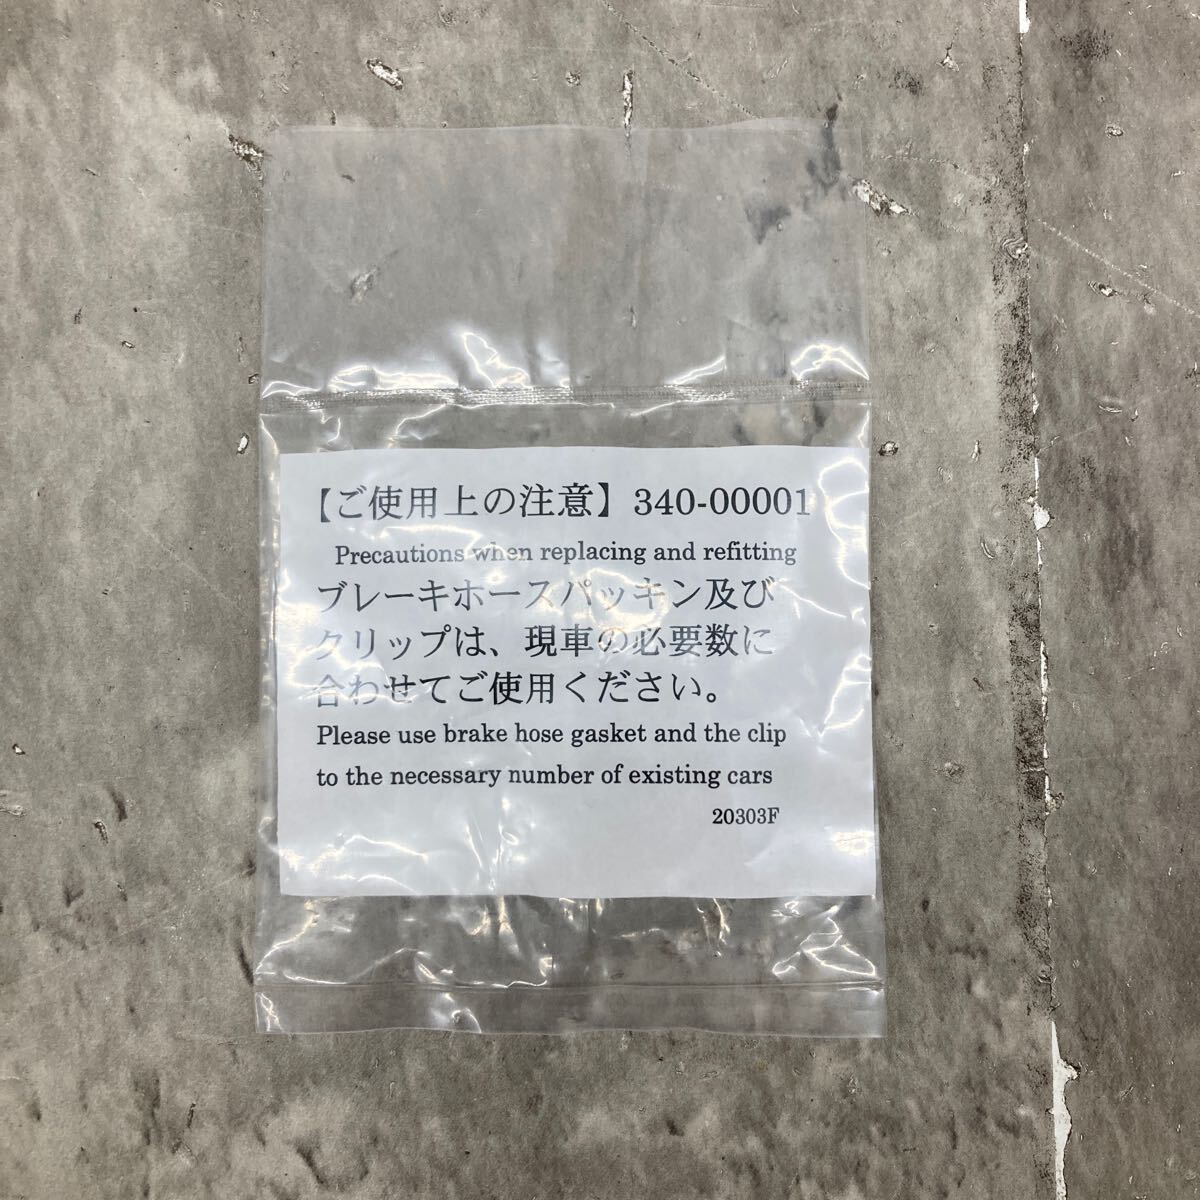 【ご使用上の注意】340-00001
Precautions when replacing and refitting
ブレーキホースパッキン及び
クリップは、現車の必要数に
合わせてご使用ください。
Please use brake hose gasket and the clip
to the necessary number of existing cars
20303F